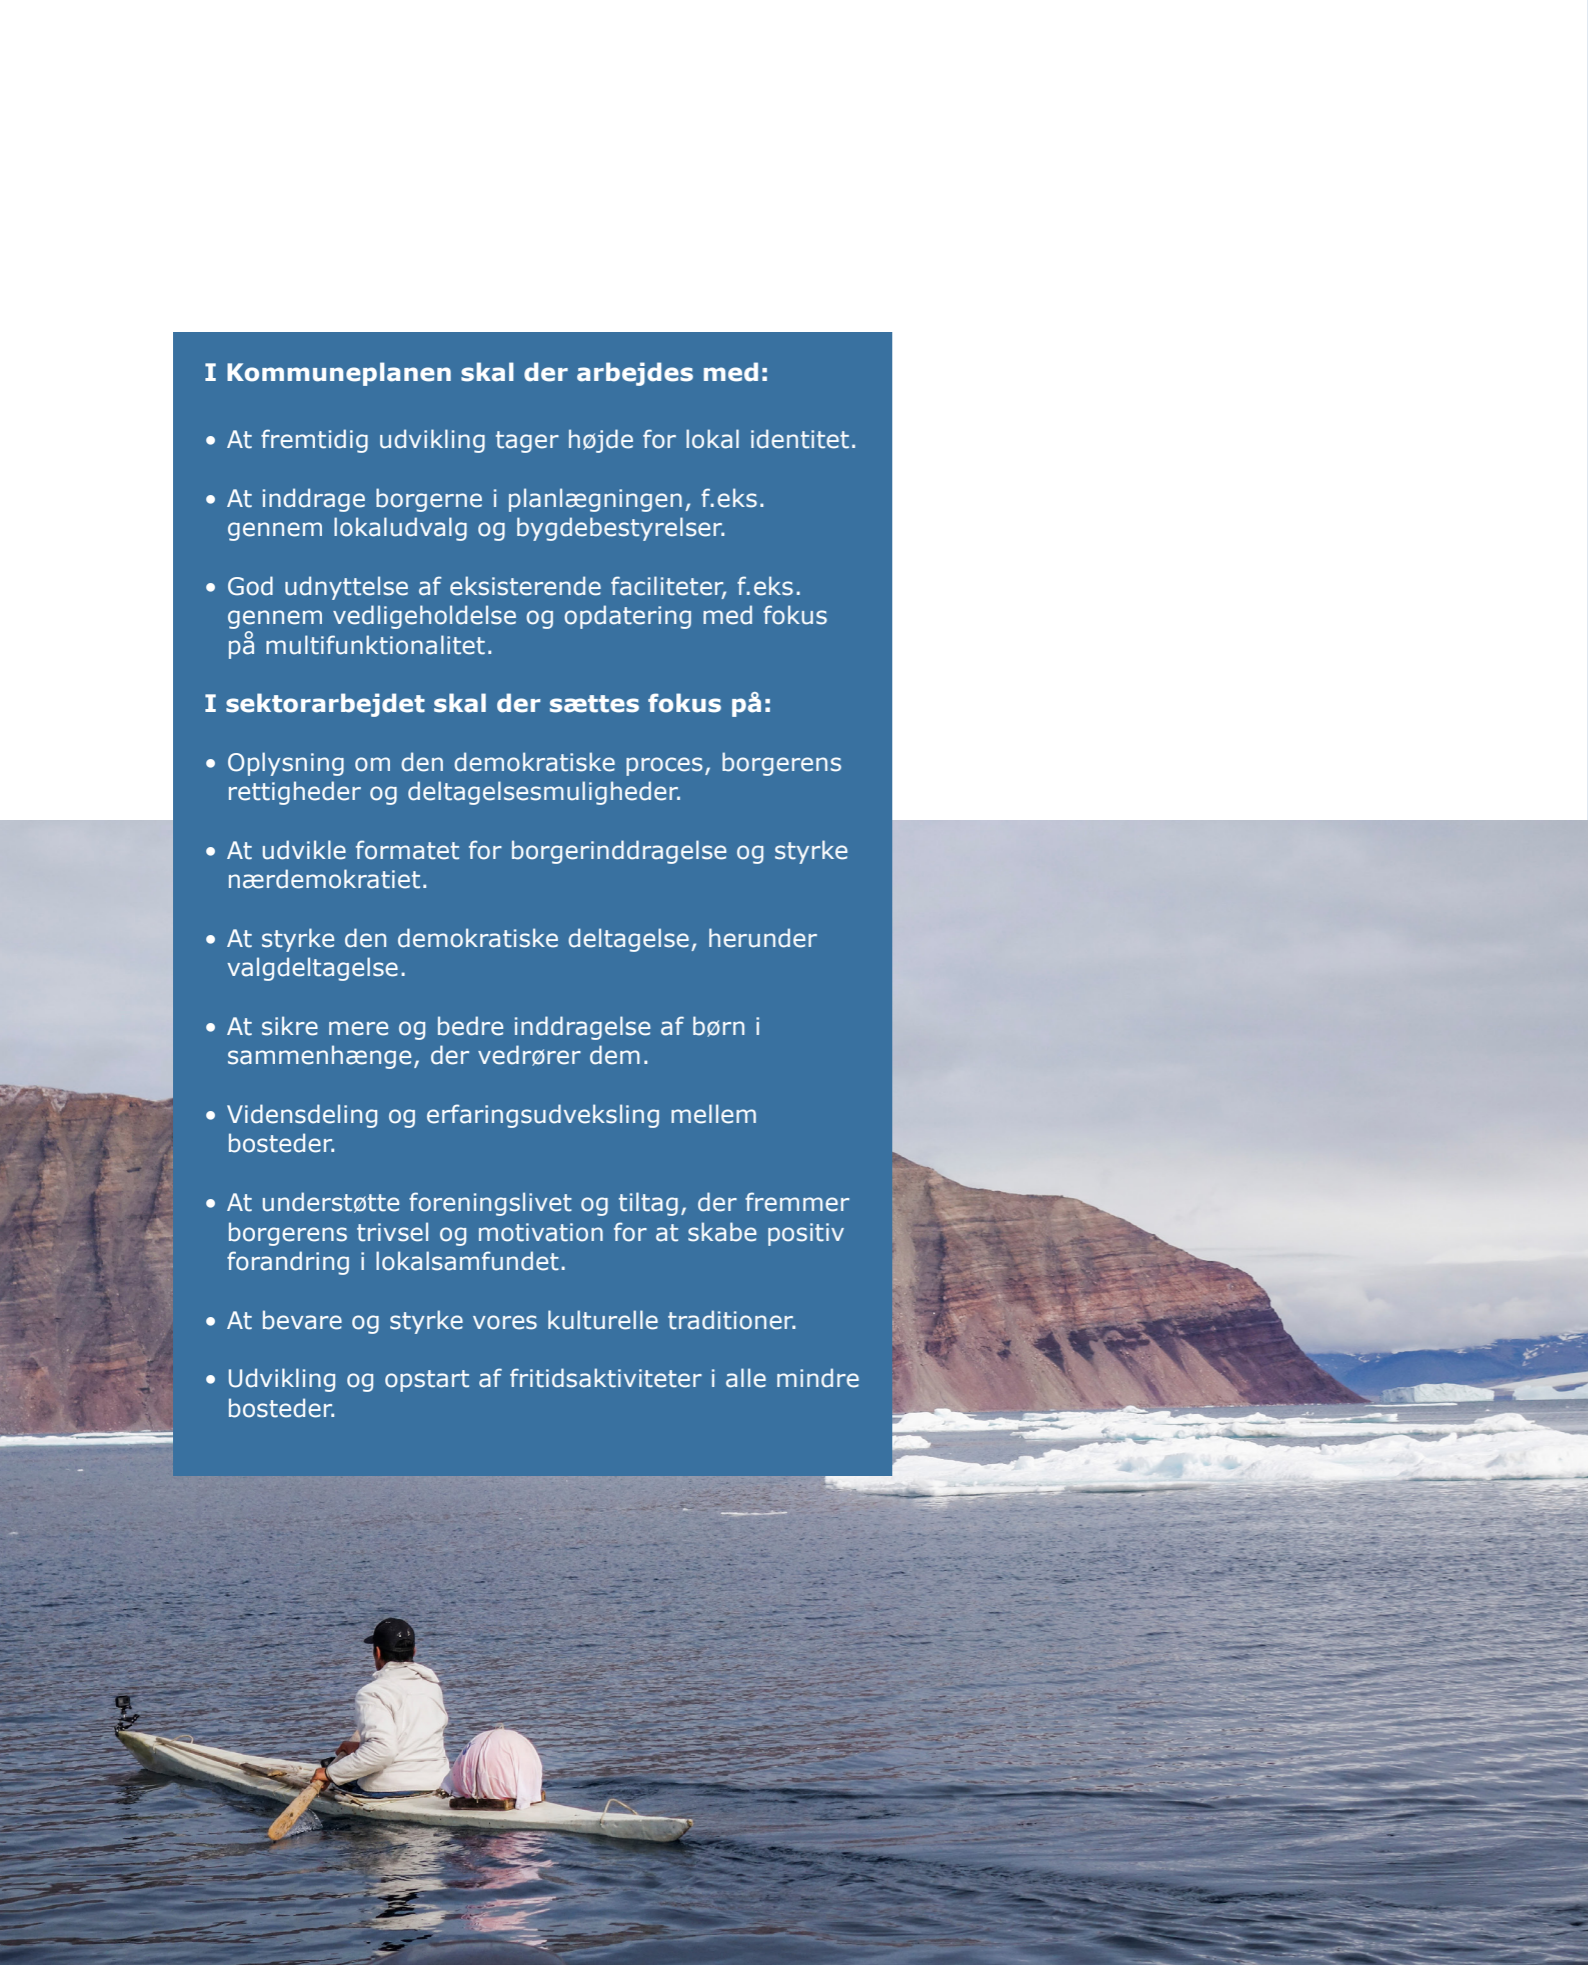 I Kommuneplanen skal der arbejdes med:
• At fremtidig udvikling tager højde for lokal identitet.
• At inddrage borgerne i planlægningen, f.eks.
gennem lokaludvalg og bygdebestyrelser.
• God udnyttelse af eksisterende faciliteter, f.eks.
gennem vedligeholdelse og opdatering med fokus
på multifunktionalitet.
I sektorarbejdet skal der sættes fokus på:
• Oplysning om den demokratiske proces, borgerens
rettigheder og deltagelsesmuligheder.
• At udvikle formatet for borgerinddragelse og styrke
nærdemokratiet.
• At styrke den demokratiske deltagelse, herunder
valgdeltagelse.
• At sikre mere og bedre inddragelse af børn i
sammenhænge, der vedrører dem.
• Vidensdeling og erfaringsudveksling mellem
bosteder.
• At understøtte foreningslivet og tiltag, der fremmer
borgerens trivsel og motivation for at skabe positiv
forandring i lokalsamfundet.
• At bevare og styrke vores kulturelle traditioner.
• Udvikling og opstart af fritidsaktiviteter i alle mindre
bosteder.